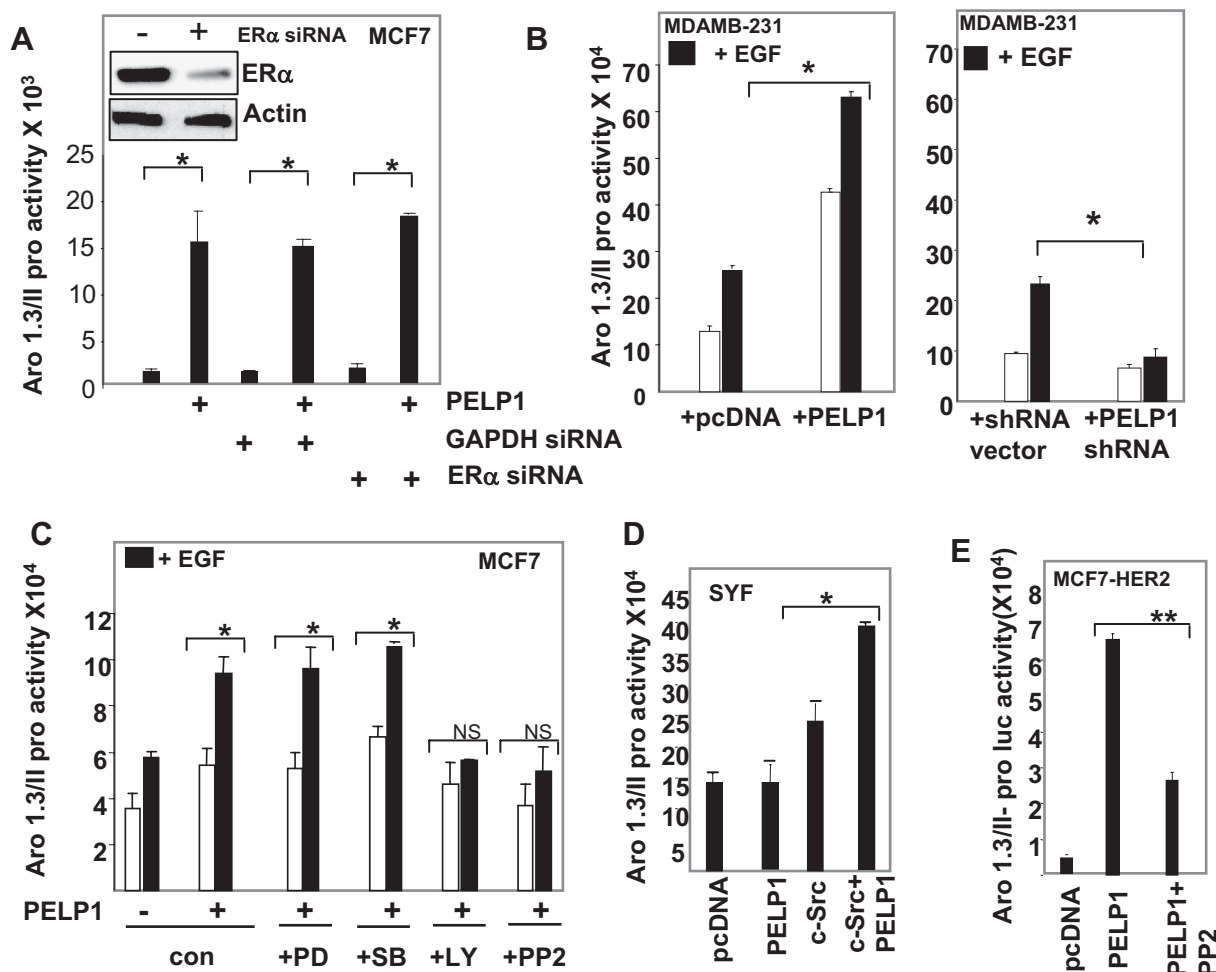 A
- + ERα siRNA MCF7
ERα
Actin
Aro 1.3/II pro activity X 10³
25
20
15
10
5
0
* * *
+ + + PELP1
+ + GAPDH siRNA
+ + ERα siRNA
B
MDAMB-231
+ EGF
Aro 1.3/II pro activity X 10⁴
70
60
50
40
30
20
10
0
*
+pcDNA +PELP1
MDAMB-231
+ EGF
70
60
50
40
30
20
10
0
*
+shRNA +PELP1
vector shRNA
C
+ EGF MCF7
Aro 1.3/II pro activity X10⁴
12
10
8
6
4
2
* * * NS NS
PELP1 - + + + + +
con +PD +SB +LY +PP2
D
SYF
Aro 1.3/II pro activity X10⁴
45
40
35
30
25
20
15
10
5
*
pcDNA
PELP1
c-Src
c-Src+
PELP1
E
MCF7-HER2
Aro 1.3/II- pro luc activity(X10⁴)
8
7
6
5
4
3
2
1
**
pcDNA
PELP1
PELP1+
PP2